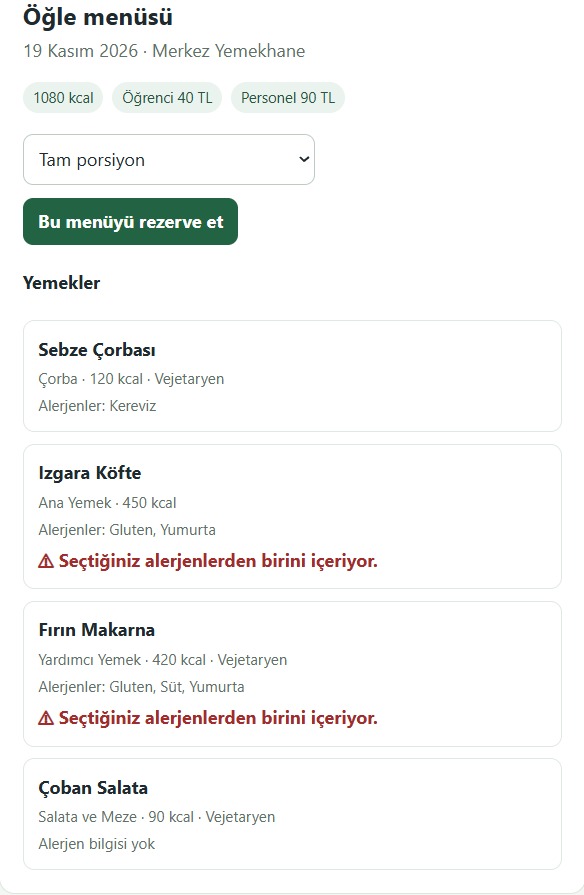 Öğle menüsü
19 Kasım 2026 · Merkez Yemekhane
1080 kcal
Öğrenci 40 TL
Personel 90 TL
Tam porsiyon
Bu menüyü rezerve et
Yemekler
Sebze Çorbası
Çorba · 120 kcal · Vejetaryen
Alerjenler: Kereviz
Izgara Köfte
Ana Yemek · 450 kcal
Alerjenler: Gluten, Yumurta
⚠ Seçtiğiniz alerjenlerden birini içeriyor.
Fırın Makarna
Yardımcı Yemek · 420 kcal · Vejetaryen
Alerjenler: Gluten, Süt, Yumurta
⚠ Seçtiğiniz alerjenlerden birini içeriyor.
Çoban Salata
Salata ve Meze · 90 kcal · Vejetaryen
Alerjen bilgisi yok